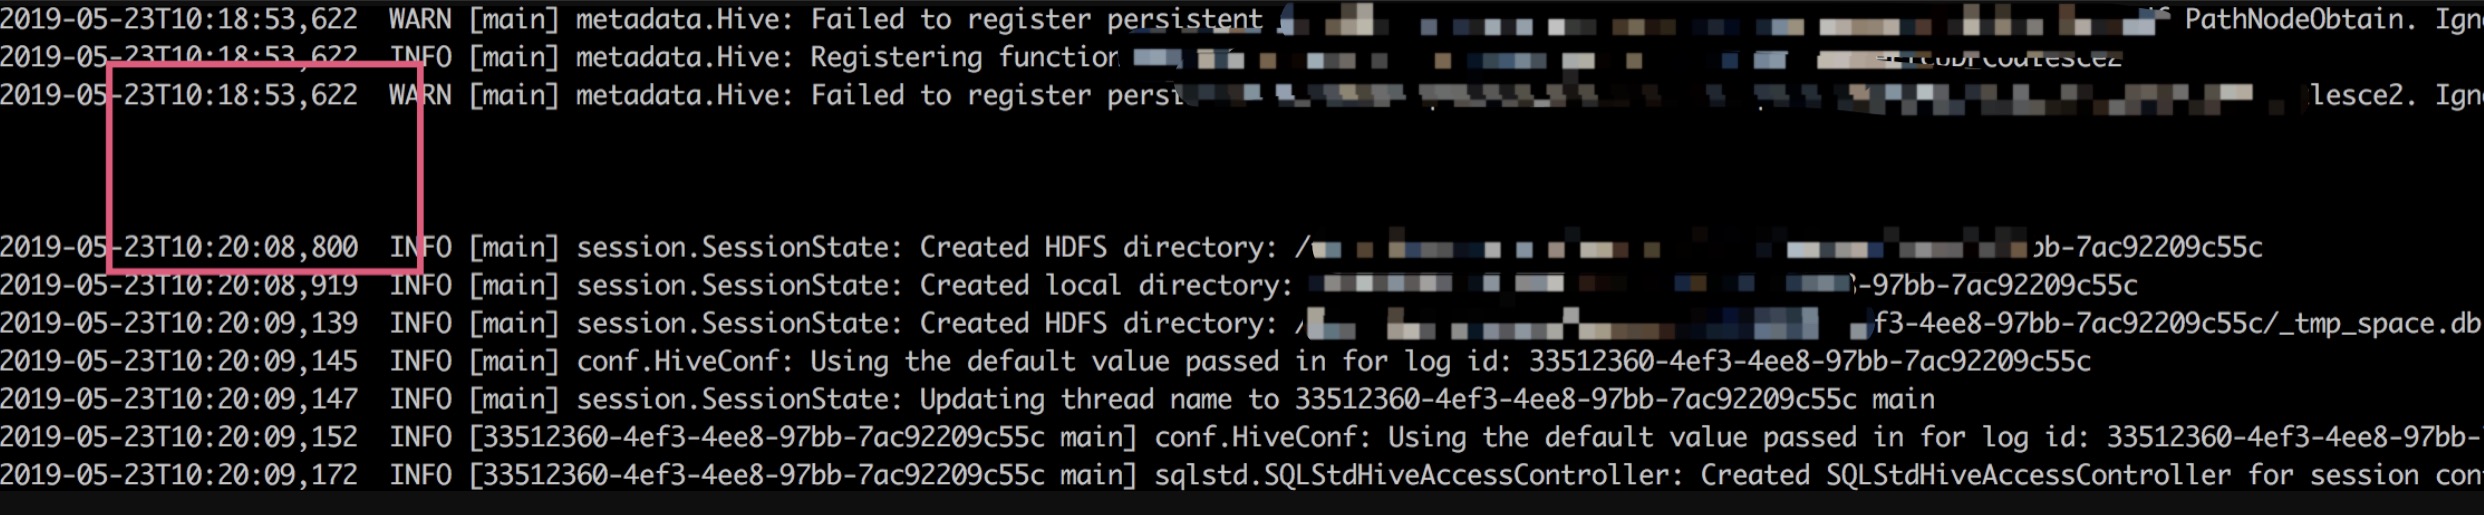 2019-05-23T10:18:53,622 WARN [main] metadata.Hive: Failed to register persistent PathNodeObtain. Ign
2019-05-23T10:18:53,622 INFO [main] metadata.Hive: Registering function
2019-05-23T10:18:53,622 WARN [main] metadata.Hive: Failed to register persi lesce2. Ign
2019-05-23T10:20:08,800 INFO [main] session.SessionState: Created HDFS directory: / bb-7ac92209c55c
2019-05-23T10:20:08,919 INFO [main] session.SessionState: Created local directory: -97bb-7ac92209c55c
2019-05-23T10:20:09,139 INFO [main] session.SessionState: Created HDFS directory: / f3-4ee8-97bb-7ac92209c55c/_tmp_space.db
2019-05-23T10:20:09,145 INFO [main] conf.HiveConf: Using the default value passed in for log id: 33512360-4ef3-4ee8-97bb-7ac92209c55c
2019-05-23T10:20:09,147 INFO [main] session.SessionState: Updating thread name to 33512360-4ef3-4ee8-97bb-7ac92209c55c main
2019-05-23T10:20:09,152 INFO [33512360-4ef3-4ee8-97bb-7ac92209c55c main] conf.HiveConf: Using the default value passed in for log id: 33512360-4ef3-4ee8-97bb-
2019-05-23T10:20:09,172 INFO [33512360-4ef3-4ee8-97bb-7ac92209c55c main] sqlstd.SQLStdHiveAccessController: Created SQLStdHiveAccessController for session con